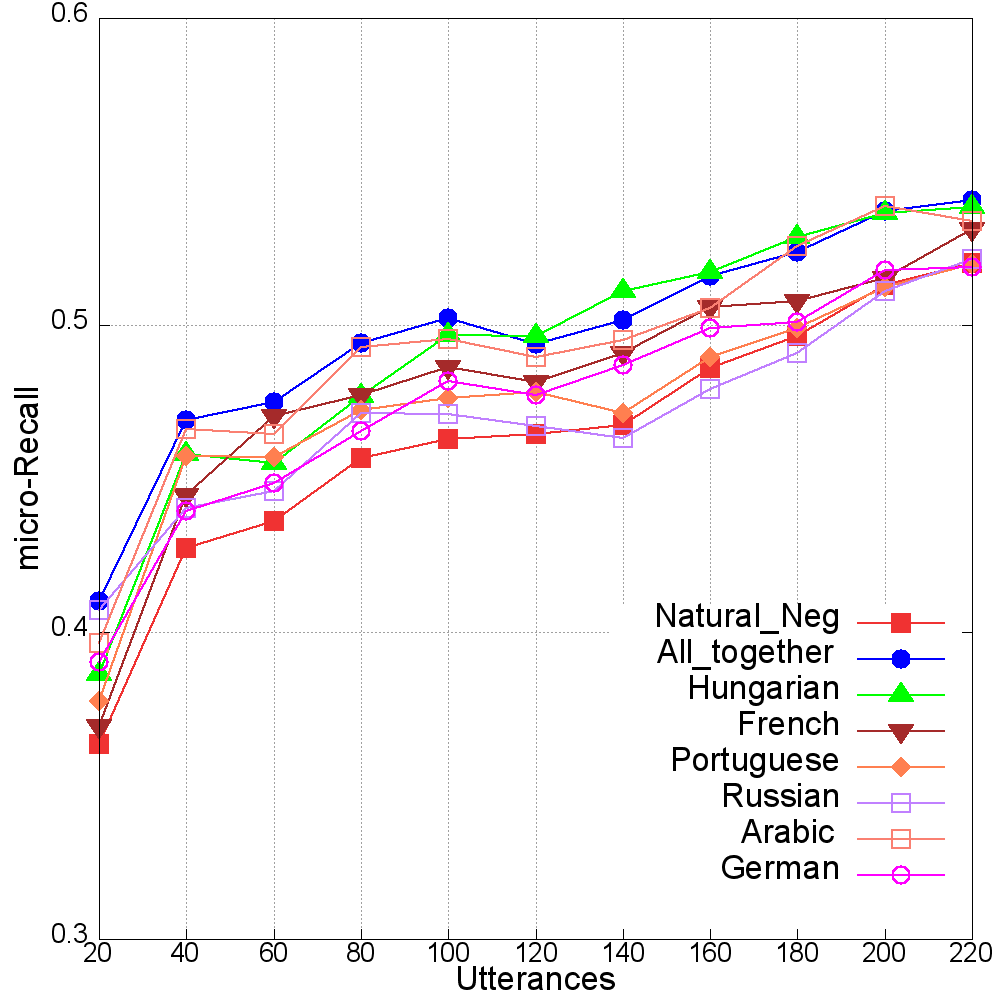 0.6
0.5
0.4
0.3
micro-Recall
Natural_Neg
All_together
Hungarian
French
Portuguese
Russian
Arabic
German
20 40 60 80 100 120 140 160 180 200 220
Utterances